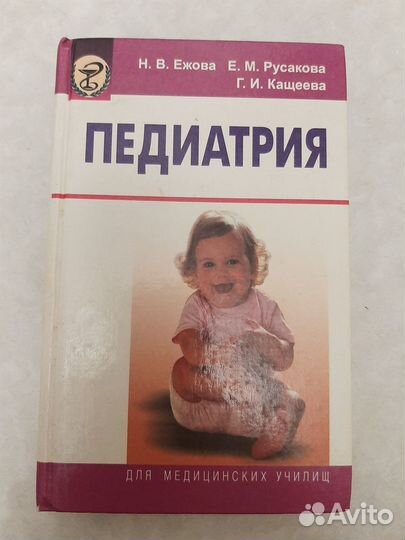 Н. В. Ежова Е. М. Русакова
Г. И. Кащеева
ПЕДИАТРИЯ
ДЛЯ МЕДИЦИНСКИХ УЧИЛИЩ
Avito